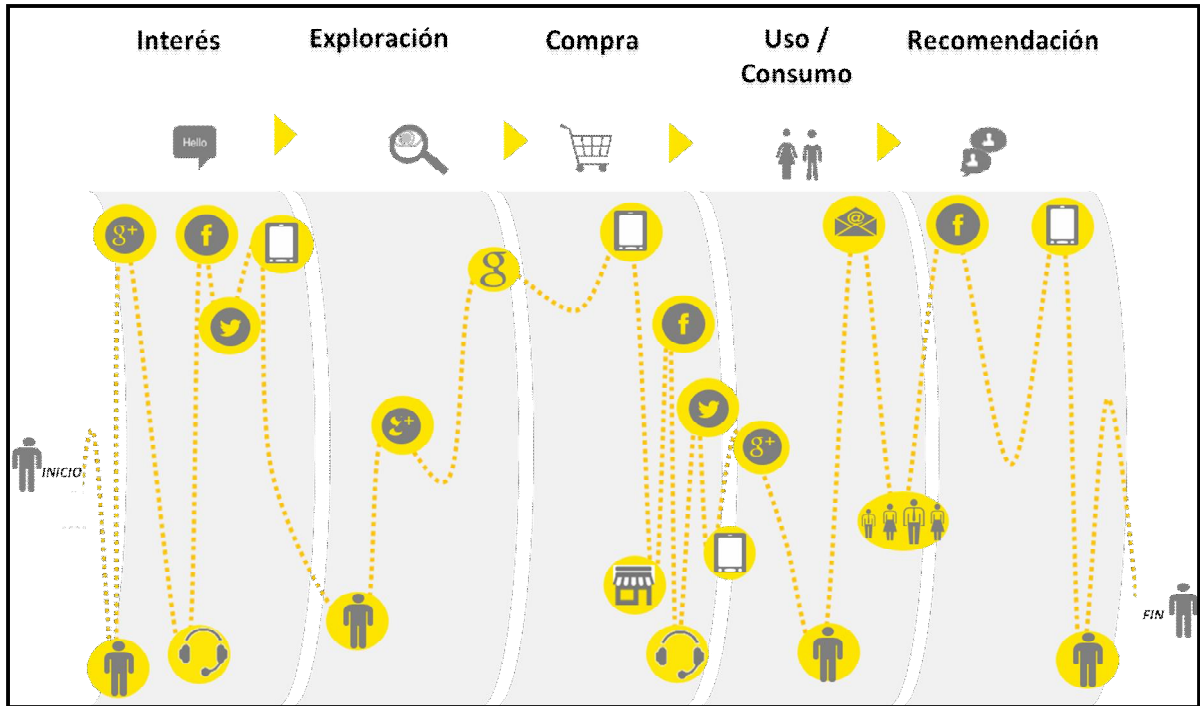 Interés
Exploración
Compra
Uso /
Consumo
Recomendación
Hello
g+
f
f
@
g
f
g+
g+
INICIO
FIN